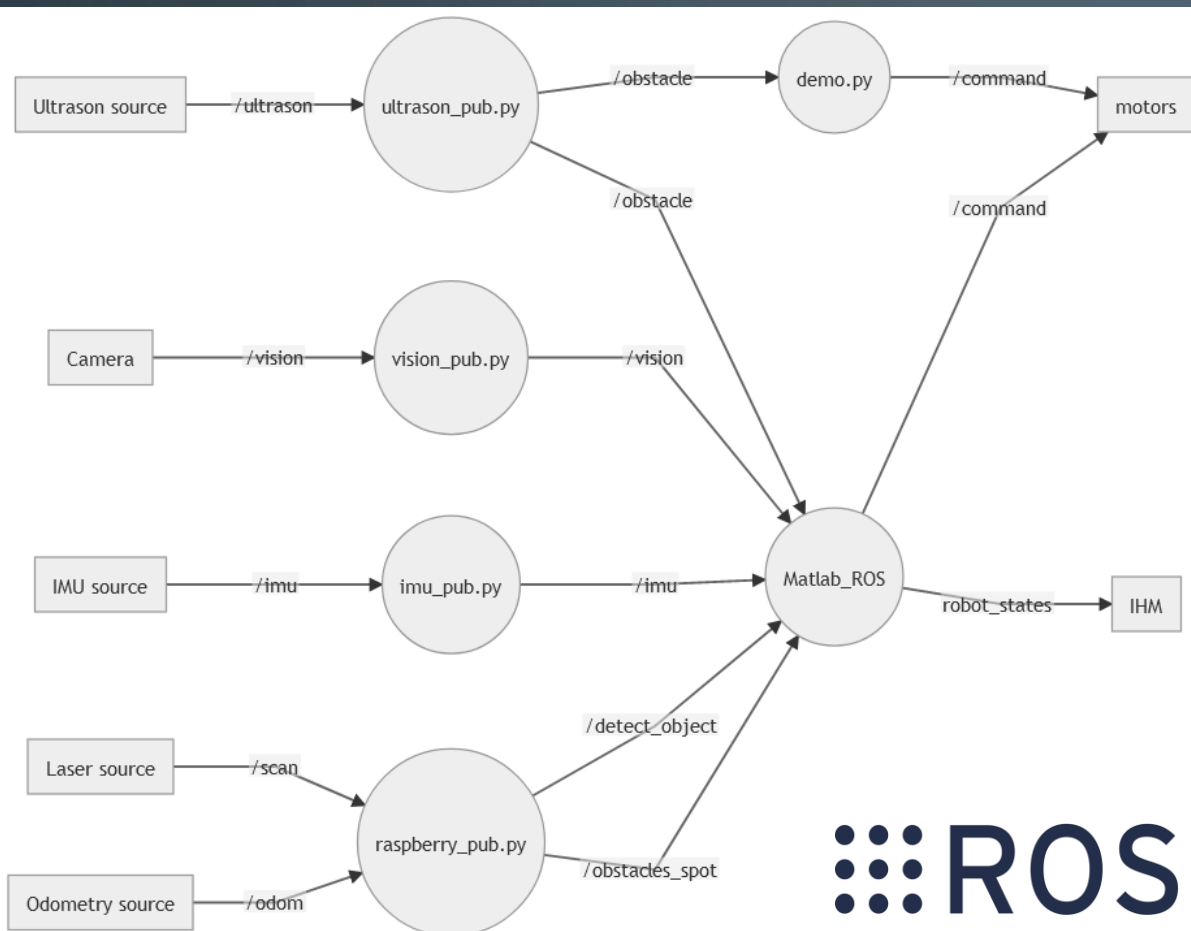 Ultrason source
/ultrason
ultrason_pub.py
/obstacle
demo.py
/command
motors
/obstacle
/command
Camera
/vision
vision_pub.py
/vision
IMU source
/imu
imu_pub.py
/imu
Matlab_ROS
robot_states
IHM
Laser source
/scan
/detect_object
raspberry_pub.py
/obstacles_spot
Odometry source
/odom
ROS